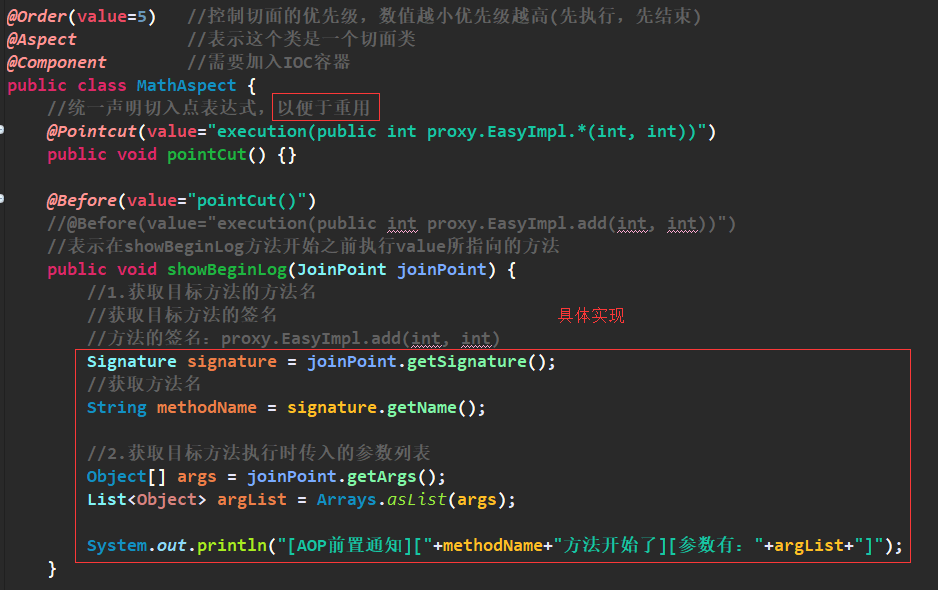 @Order(value=5)   //控制切面的优先级，数值越小优先级越高(先执行，先结束)
@Aspect           //表示这个类是一个切面类
@Component        //需要加入IOC容器
public class MathAspect {
    //统一声明切入点表达式，以便于重用
    @Pointcut(value="execution(public int proxy.EasyImpl.*(int, int))")
    public void pointCut() {}

    @Before(value="pointCut()")
    //@Before(value="execution(public int proxy.EasyImpl.add(int, int))")
    //表示在showBeginLog方法开始之前执行value所指向的方法
    public void showBeginLog(JoinPoint joinPoint) {
        //1.获取目标方法的方法名
        //获取目标方法的签名
具体实现
        //方法的签名：proxy.EasyImpl.add(int, int)
        Signature signature = joinPoint.getSignature();
        //获取方法名
        String methodName = signature.getName();

        //2.获取目标方法执行时传入的参数列表
        Object[] args = joinPoint.getArgs();
        List<Object> argList = Arrays.asList(args);

        System.out.println("[AOP前置通知]["+methodName+"方法开始了][参数有："+argList+"]");
    }